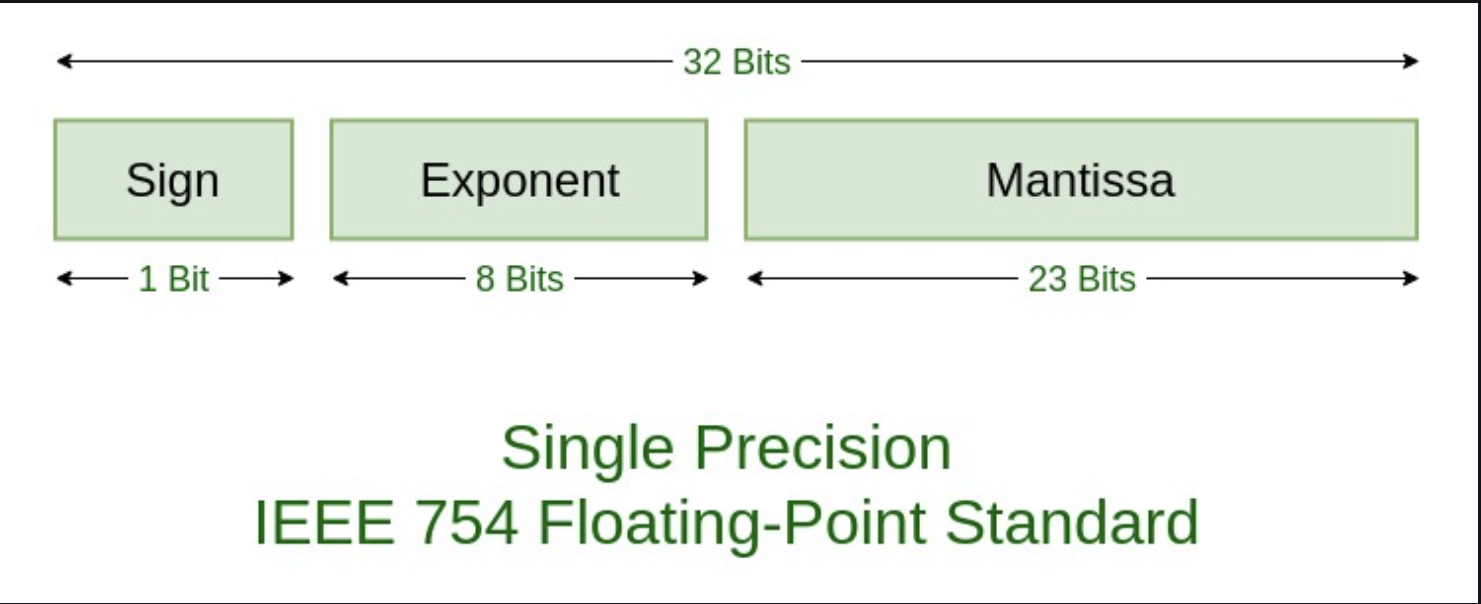 32 Bits
Sign
Exponent
Mantissa
1 Bit
8 Bits
23 Bits
Single Precision
IEEE 754 Floating-Point Standard